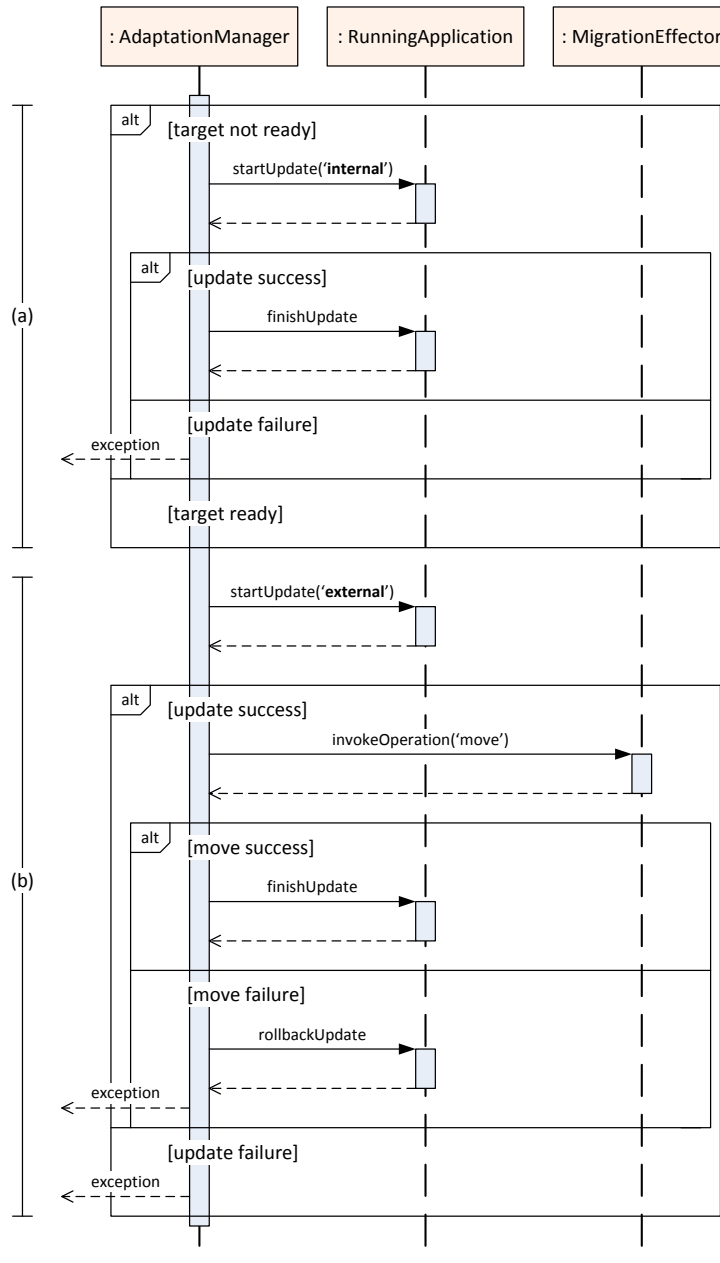 : AdaptationManager
: RunningApplication
: MigrationEffector
alt
[target not ready]
startUpdate(‘internal’)
alt
[update success]
(a)
finishUpdate
[update failure]
exception
[target ready]
startUpdate(‘external’)
alt
[update success]
invokeOperation(‘move’)
alt
[move success]
(b)
finishUpdate
[move failure]
rollbackUpdate
exception
[update failure]
exception